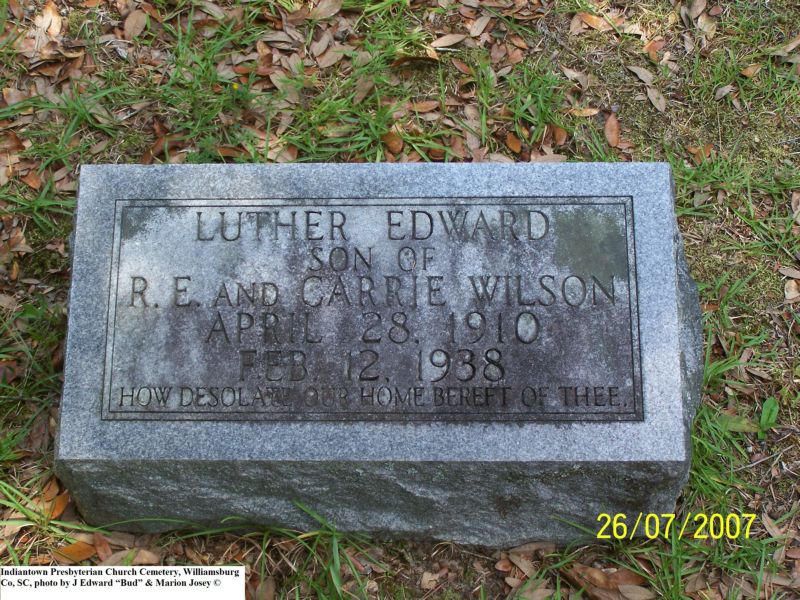 LUTHER EDWARD
SON OF
R. E. AND CARRIE WILSON
APRIL 28, 1910
FEB. 12, 1938
HOW DESOLATE OUR HOME BEREFT OF THEE.
26/07/2007
Indiantown Presbyterian Church Cemetery, Williamsburg
Co, SC, photo by J Edward “Bud” & Marion Josey ©